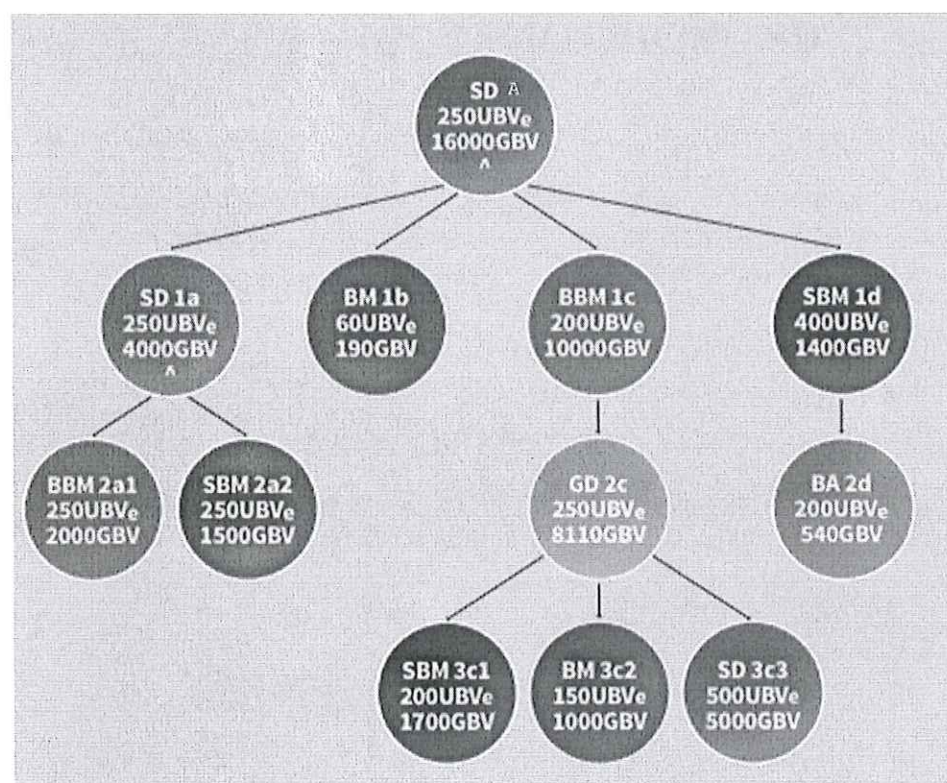 SD A
250UBVe
16000GBV
^
SD 1a
250UBVe
4000GBV
^
BM 1b
60UBVe
190GBV
BBM 1c
200UBVe
10000GBV
SBM 1d
400UBVe
1400GBV
BBM 2a1
250UBVe
2000GBV
SBM 2a2
250UBVe
1500GBV
GD 2c
250UBVe
8110GBV
BA 2d
200UBVe
540GBV
SBM 3c1
200UBVe
1700GBV
BM 3c2
150UBVe
1000GBV
SD 3c3
500UBVe
5000GBV